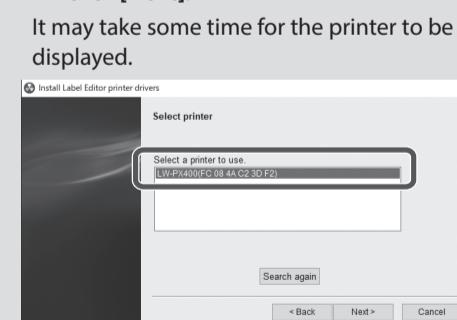 It may take some time for the printer to be
displayed.
Install Label Editor printer drivers
Select printer
Select a printer to use.
LW-PX400(FC 08 4A C2 3D F2)
Search again
< Back Next > Cancel